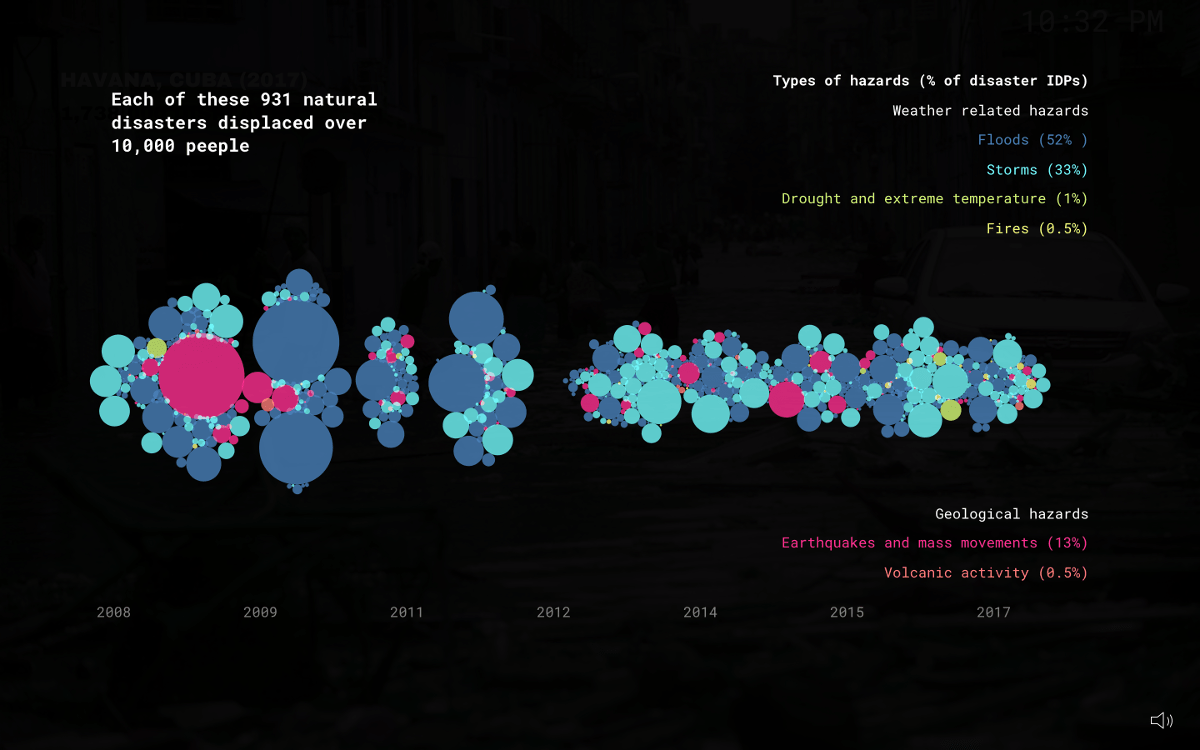 10:32 PM
HAVANA, CUBA (2017)
Each of these 931 natural
disasters displaced over
10,000 peeple
Types of hazards (% of disaster IDPs)
Weather related hazards
Floods (52% )
Storms (33%)
Drought and extreme temperature (1%)
Fires (0.5%)
Geological hazards
Earthquakes and mass movements (13%)
Volcanic activity (0.5%)
2008 2009 2011 2012 2014 2015 2017